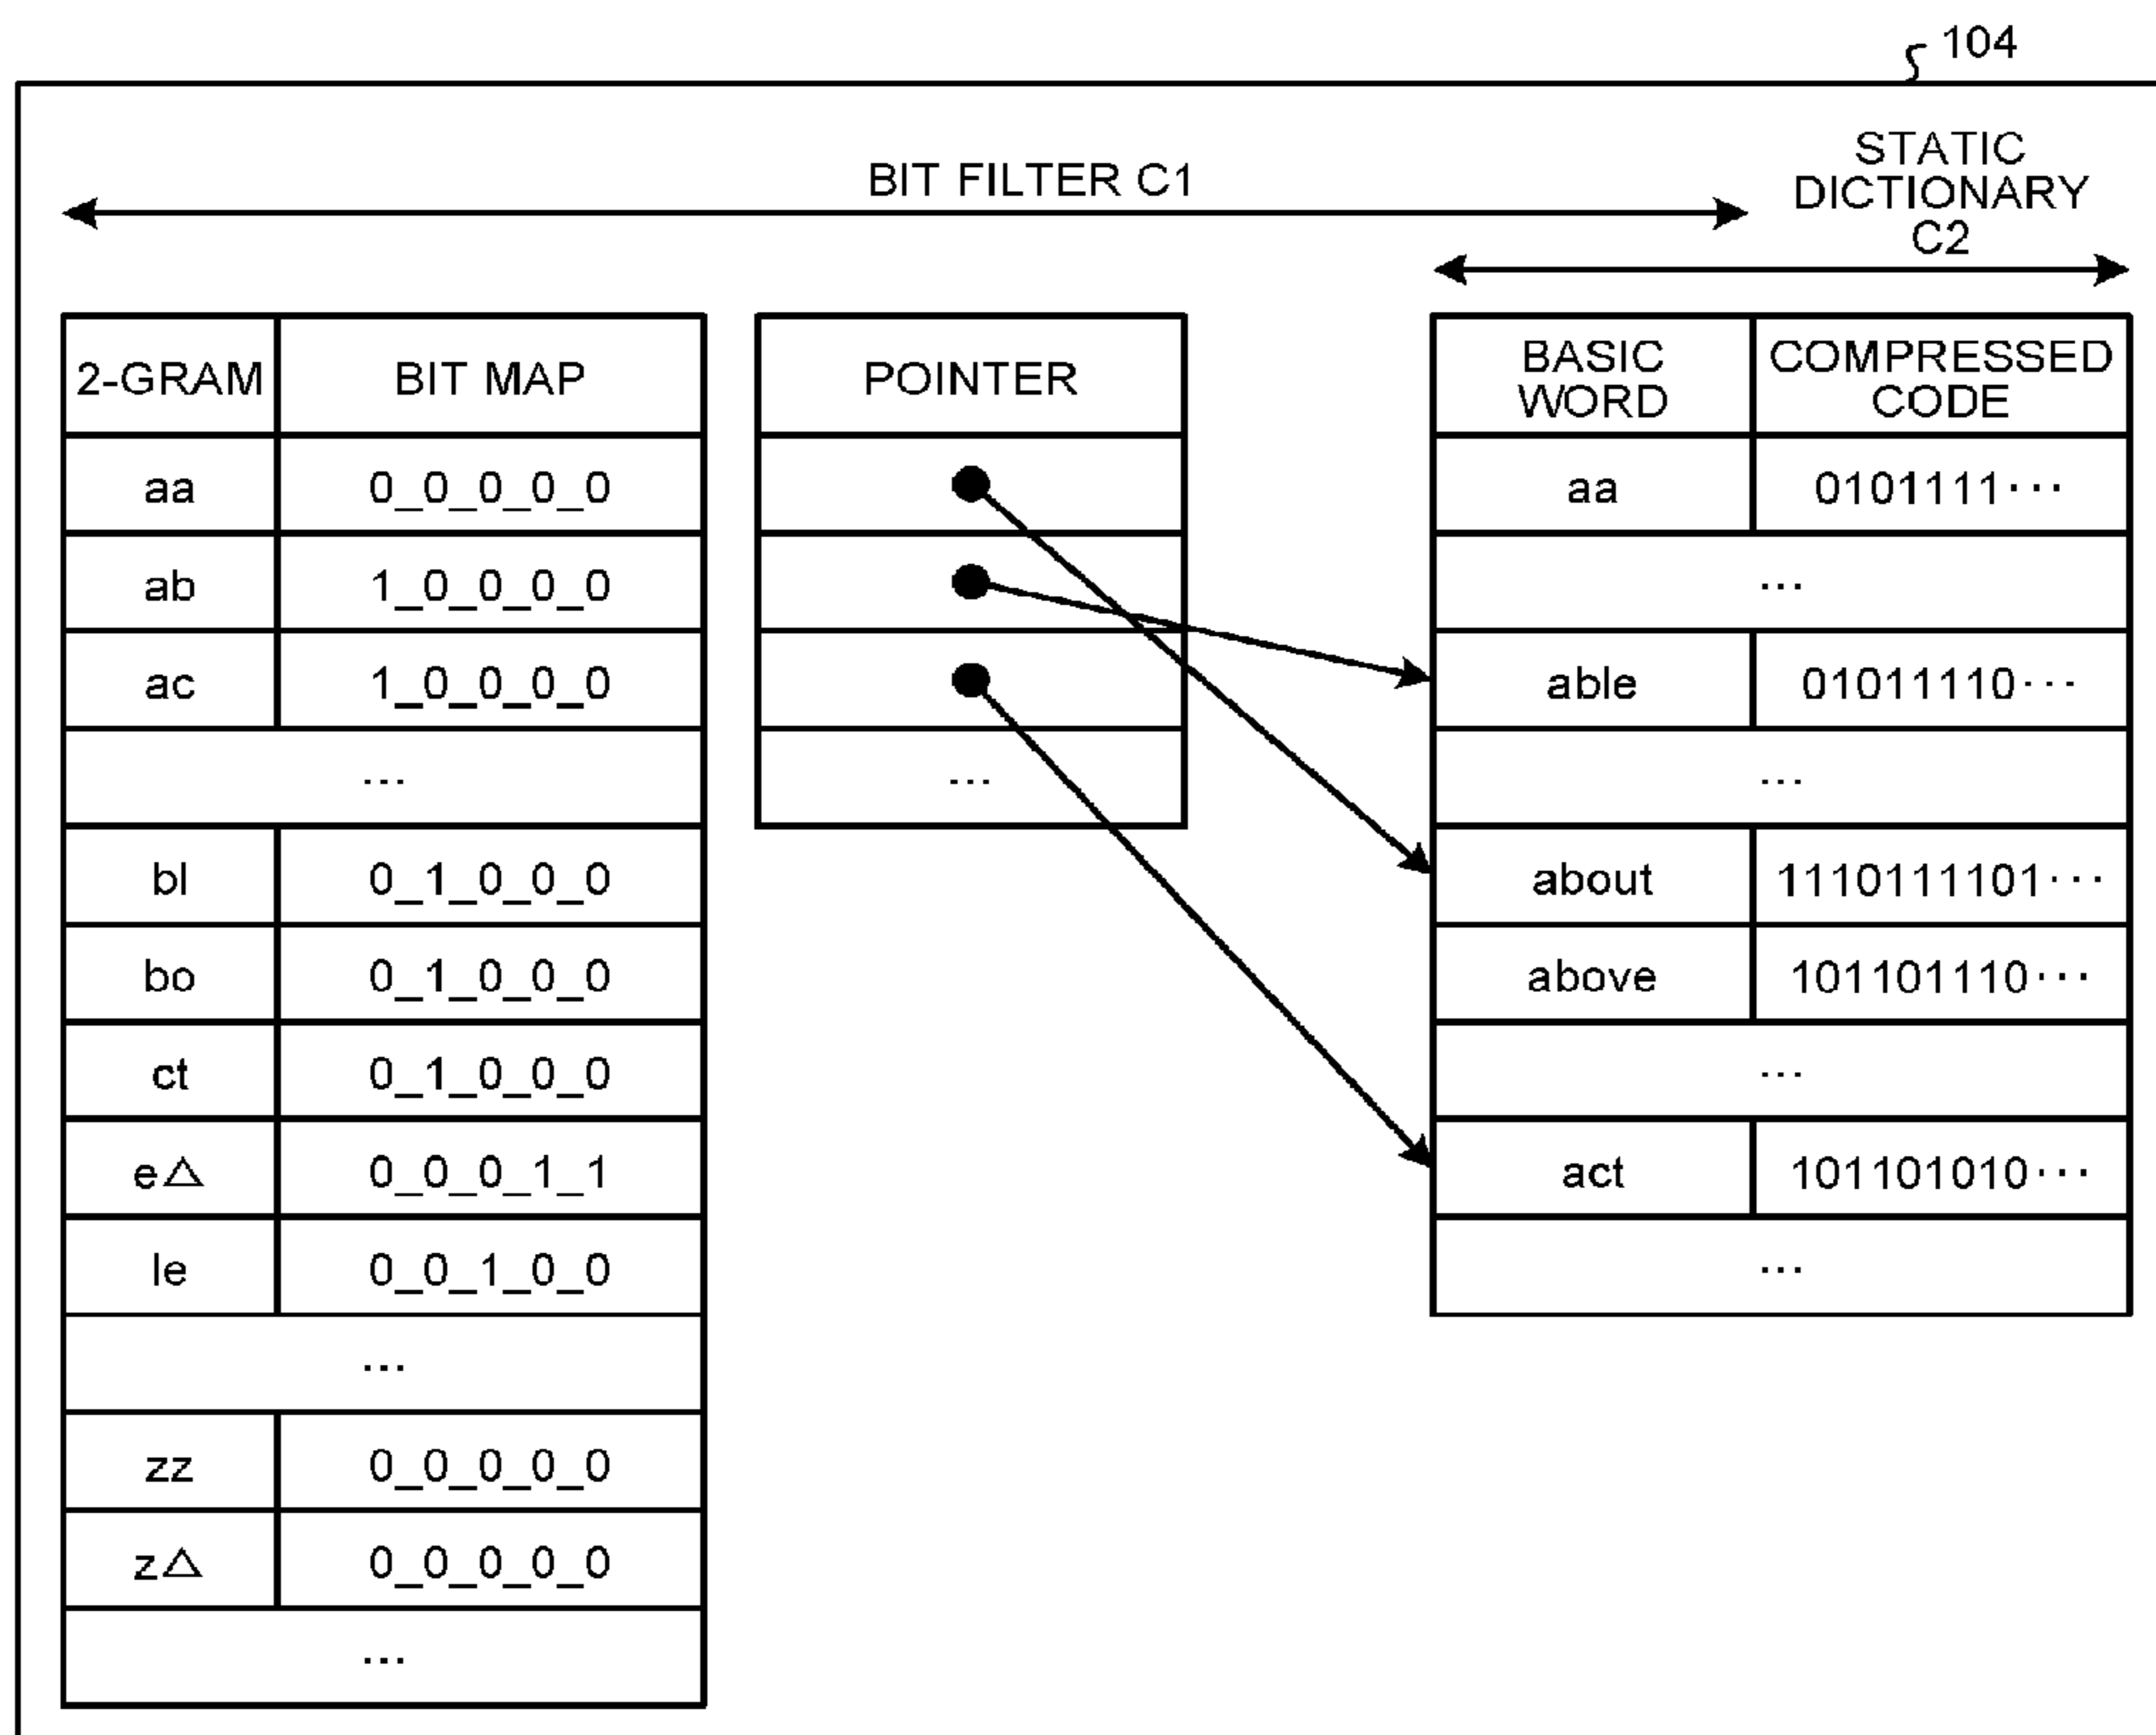 104
BIT FILTER C1
STATIC
DICTIONARY
C2
2-GRAM BIT MAP
aa 0_0_0_0_0
ab 1_0_0_0_0
ac 1_0_0_0_0
...
bl 0_1_0_0_0
bo 0_1_0_0_0
ct 0_1_0_0_0
e△ 0_0_0_1_1
le 0_0_1_0_0
...
zz 0_0_0_0_0
z△ 0_0_0_0_0
...
POINTER
...
BASIC
WORD
COMPRESSED
CODE
aa 0101111···
...
able 01011110···
...
about 1110111101···
above 101101110···
...
act 101101010···
...